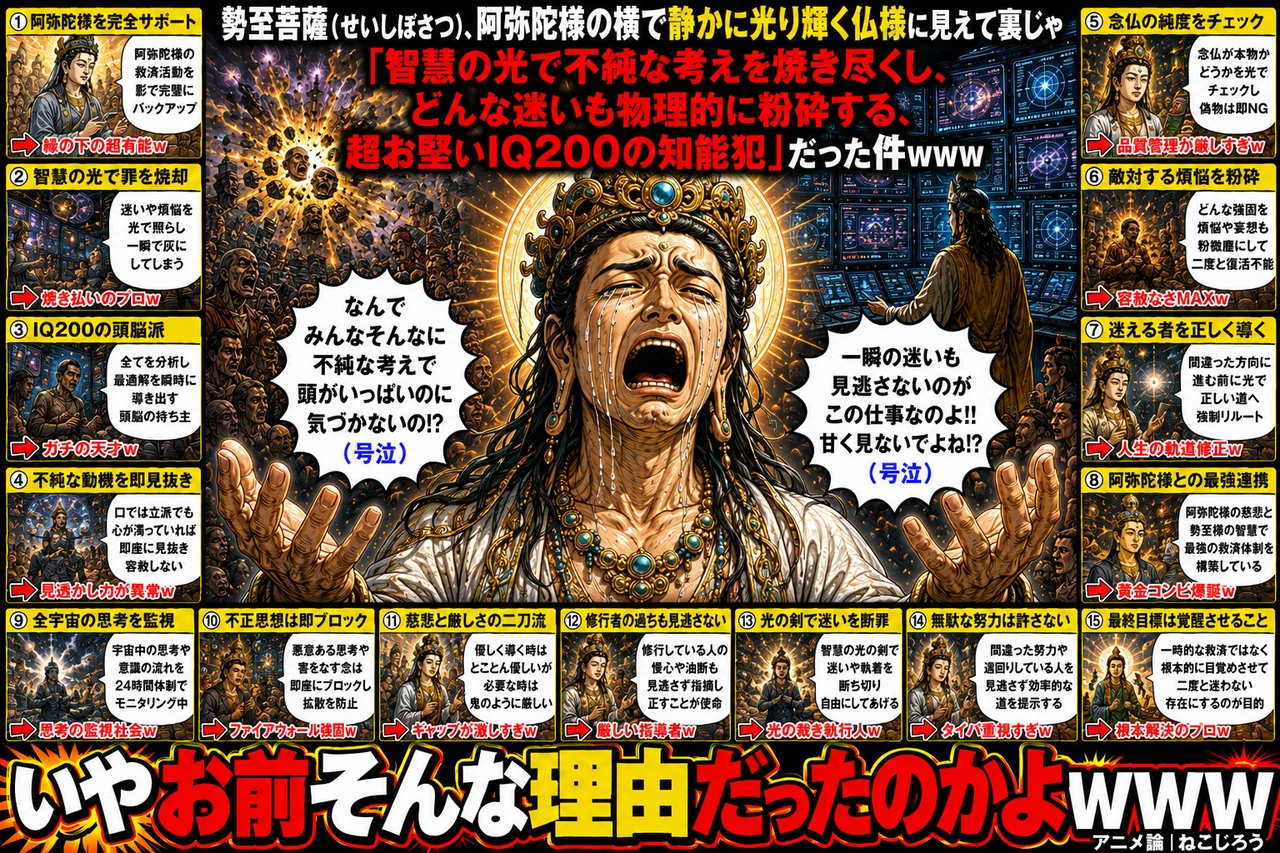 勢至菩薩(せいしぼさつ)、阿弥陀様の横で静かに光り輝く仏様に見えて裏じゃ
「智慧の光で不純な考えを焼き尽くし、
どんな迷いも物理的に粉砕する、
超お堅いIQ200の知能犯」だった件www
① 阿弥陀様を完全サポート
阿弥陀様の
救済活動を
影で完璧に
バックアップ
縁の下の超有能w
② 智慧の光で罪を焼却
迷いや煩悩を
光で照らし
一瞬で灰に
してしまう
焼き払いのプロw
③ IQ200の頭脳派
全てを分析し
最適解を瞬時に
導き出す
頭脳の持ち主
ガチの天才w
④ 不純な動機を即見抜き
口では立派でも
心が濁っていれば
即座に見抜き
容赦しない
見透かし力が異常w
なんで
みんなそんなに
不純な考えで
頭がいっぱいのに
気づかないの!?
(号泣)
一瞬の迷いも
見逃さないのが
この仕事なのよ!!
甘く見ないでよね!?
(号泣)
⑤ 念仏の純度をチェック
念仏が本物か
どうかを光で
チェックし
偽物は即NG
品質管理が厳しすぎw
⑥ 敵対する煩悩を粉砕
どんな強固な
煩悩や妄想も
粉微塵にして
二度と復活不能
容赦なさMAXw
⑦ 迷える者を正しく導く
間違った方向に
進む前に光で
正しい道へ
強制リルート
人生の軌道修正w
⑧ 阿弥陀様との最強連携
阿弥陀様の慈悲と
勢至様の智慧で
最強の救済体制を
構築している
黄金コンビ爆誕w
⑨ 全宇宙の思考を監視
宇宙中の思考や
意識の流れを
24時間体制で
モニタリング中
思考の監視社会w
⑩ 不正思想は即ブロック
悪意ある思考や
害をなす念は
即座にブロックし
拡散を防止
ファイアウォール強固w
⑪ 慈悲と厳しさの二刀流
優しく導く時は
とことん優しいが
必要な時は
鬼のように厳しい
ギャップが激しすぎw
⑫ 修行者の過ちも見逃さない
修行している人の
慢心や油断も
見逃さず指摘し
正すことが使命
厳しい指導者w
⑬ 光の剣で迷いを断罪
智慧の光の剣で
迷いや執着を
断ち切り
自由にしてあげる
光の裁き執行人w
⑭ 無駄な努力は許さない
間違った努力や
遠回りしている人を
見逃さず効率的な
道を提示する
タイパ重視すぎw
⑮ 最終目標は覚醒させること
一時的な救済ではなく
根本的に目覚めさせて
二度と迷わない
存在にするのが目的
根本解決のプロw
いやお前そんな理由だったのかよWWW
アニメ論|ねこじろう